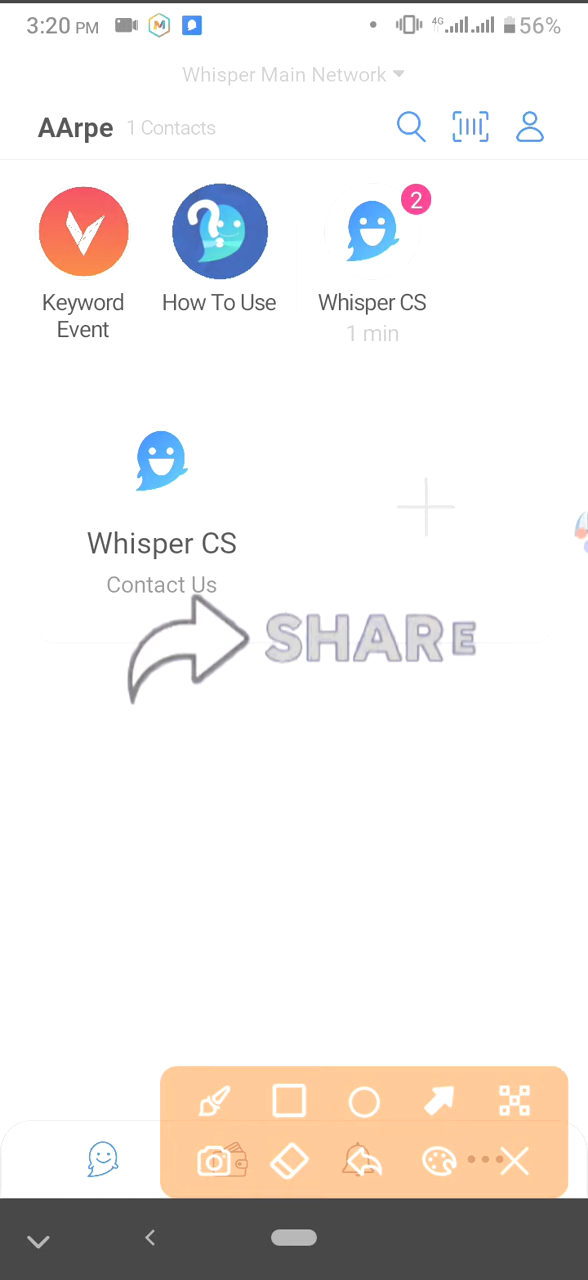 3:20 PM
4G
56%
Whisper Main Network
AArpe 1 Contacts
2
Keyword
Event
How To Use
Whisper CS
1 min
Whisper CS
Contact Us
SHARE